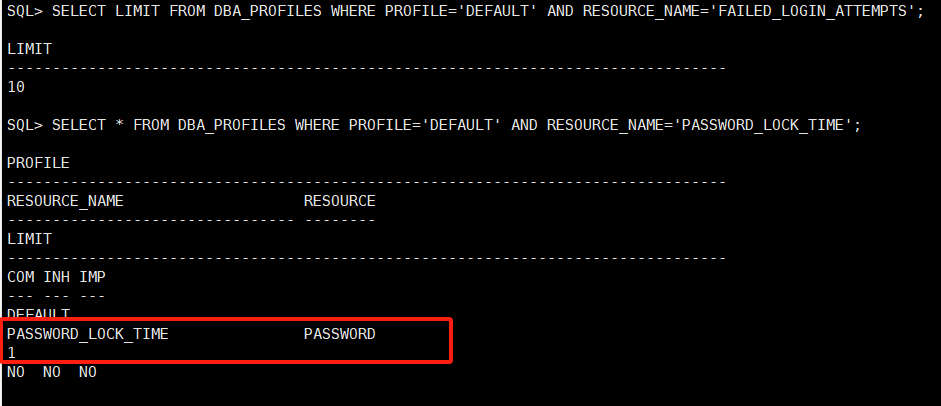 SQL> SELECT LIMIT FROM DBA_PROFILES WHERE PROFILE='DEFAULT' AND RESOURCE_NAME='FAILED_LOGIN_ATTEMPTS';
LIMIT
--------------------------------------------------------------------------------
10
SQL> SELECT * FROM DBA_PROFILES WHERE PROFILE='DEFAULT' AND RESOURCE_NAME='PASSWORD_LOCK_TIME';
PROFILE
--------------------------------------------------------------------------------
RESOURCE_NAME                    RESOURCE
-------------------------------- --------
LIMIT
--------------------------------------------------------------------------------
COM INH IMP
--- --- ---
DEFAULT
PASSWORD_LOCK_TIME               PASSWORD
1
NO  NO  NO